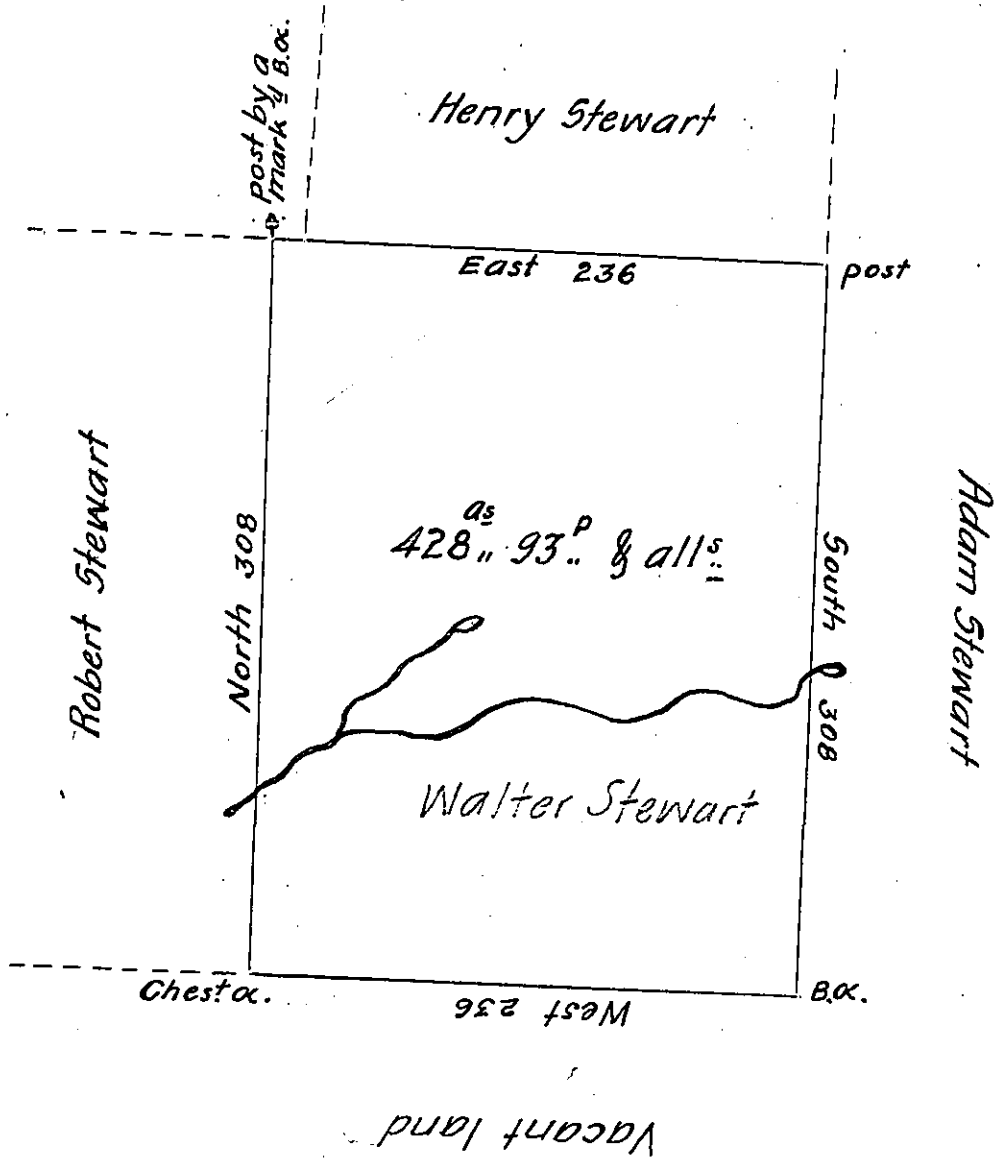 post by a
mark'd B.o.
Henry Stewart
East 236
post
Robert Stewart
North 308
428 as 93 p & alls
South 308
Adam Stewart
Walter Stewart
Chest o.
West 236
B.o.
Vacant land